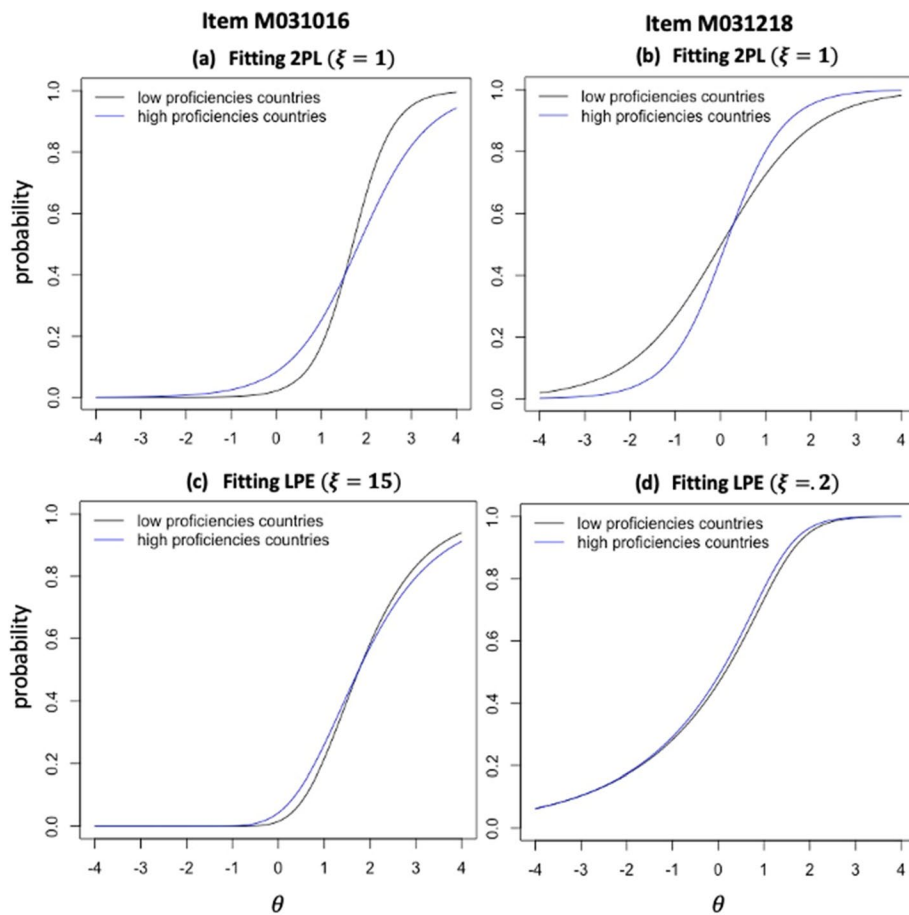 Item M031016
Item M031218
(a) Fitting 2PL (ξ = 1)
(b) Fitting 2PL (ξ = 1)
low proficiencies countries
high proficiencies countries
low proficiencies countries
high proficiencies countries
probability
0.0 0.2 0.4 0.6 0.8 1.0
0.0 0.2 0.4 0.6 0.8 1.0
-4 -3 -2 -1 0 1 2 3 4
-4 -3 -2 -1 0 1 2 3 4
(c) Fitting LPE (ξ = 15)
(d) Fitting LPE (ξ =. 2)
low proficiencies countries
high proficiencies countries
low proficiencies countries
high proficiencies countries
probability
0.0 0.2 0.4 0.6 0.8 1.0
0.0 0.2 0.4 0.6 0.8 1.0
-4 -3 -2 -1 0 1 2 3 4
-4 -3 -2 -1 0 1 2 3 4
θ
θ